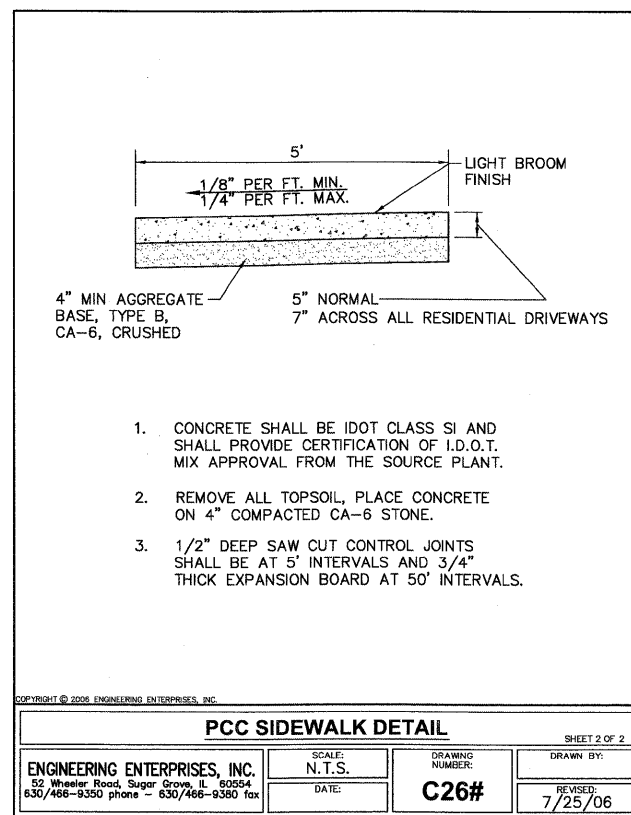 5'
1/8" PER FT. MIN.
1/4" PER FT. MAX.
LIGHT BROOM
FINISH
4" MIN AGGREGATE
BASE, TYPE B,
CA-6, CRUSHED
5" NORMAL
7" ACROSS ALL RESIDENTIAL DRIVEWAYS
1. CONCRETE SHALL BE IDOT CLASS SI AND
SHALL PROVIDE CERTIFICATION OF I.D.O.T.
MIX APPROVAL FROM THE SOURCE PLANT.
2. REMOVE ALL TOPSOIL, PLACE CONCRETE
ON 4" COMPACTED CA-6 STONE.
3. 1/2" DEEP SAW CUT CONTROL JOINTS
SHALL BE AT 5' INTERVALS AND 3/4"
THICK EXPANSION BOARD AT 50' INTERVALS.
COPYRIGHT © 2006 ENGINEERING ENTERPRISES, INC.
PCC SIDEWALK DETAIL
SHEET 2 OF 2
ENGINEERING ENTERPRISES, INC.
52 Wheeler Road, Sugar Grove, IL 60554
630/466-9350 phone - 630/466-9380 fax
SCALE:
N.T.S.
DATE:
DRAWING
NUMBER:
C26#
DRAWN BY:
REVISED:
7/25/06